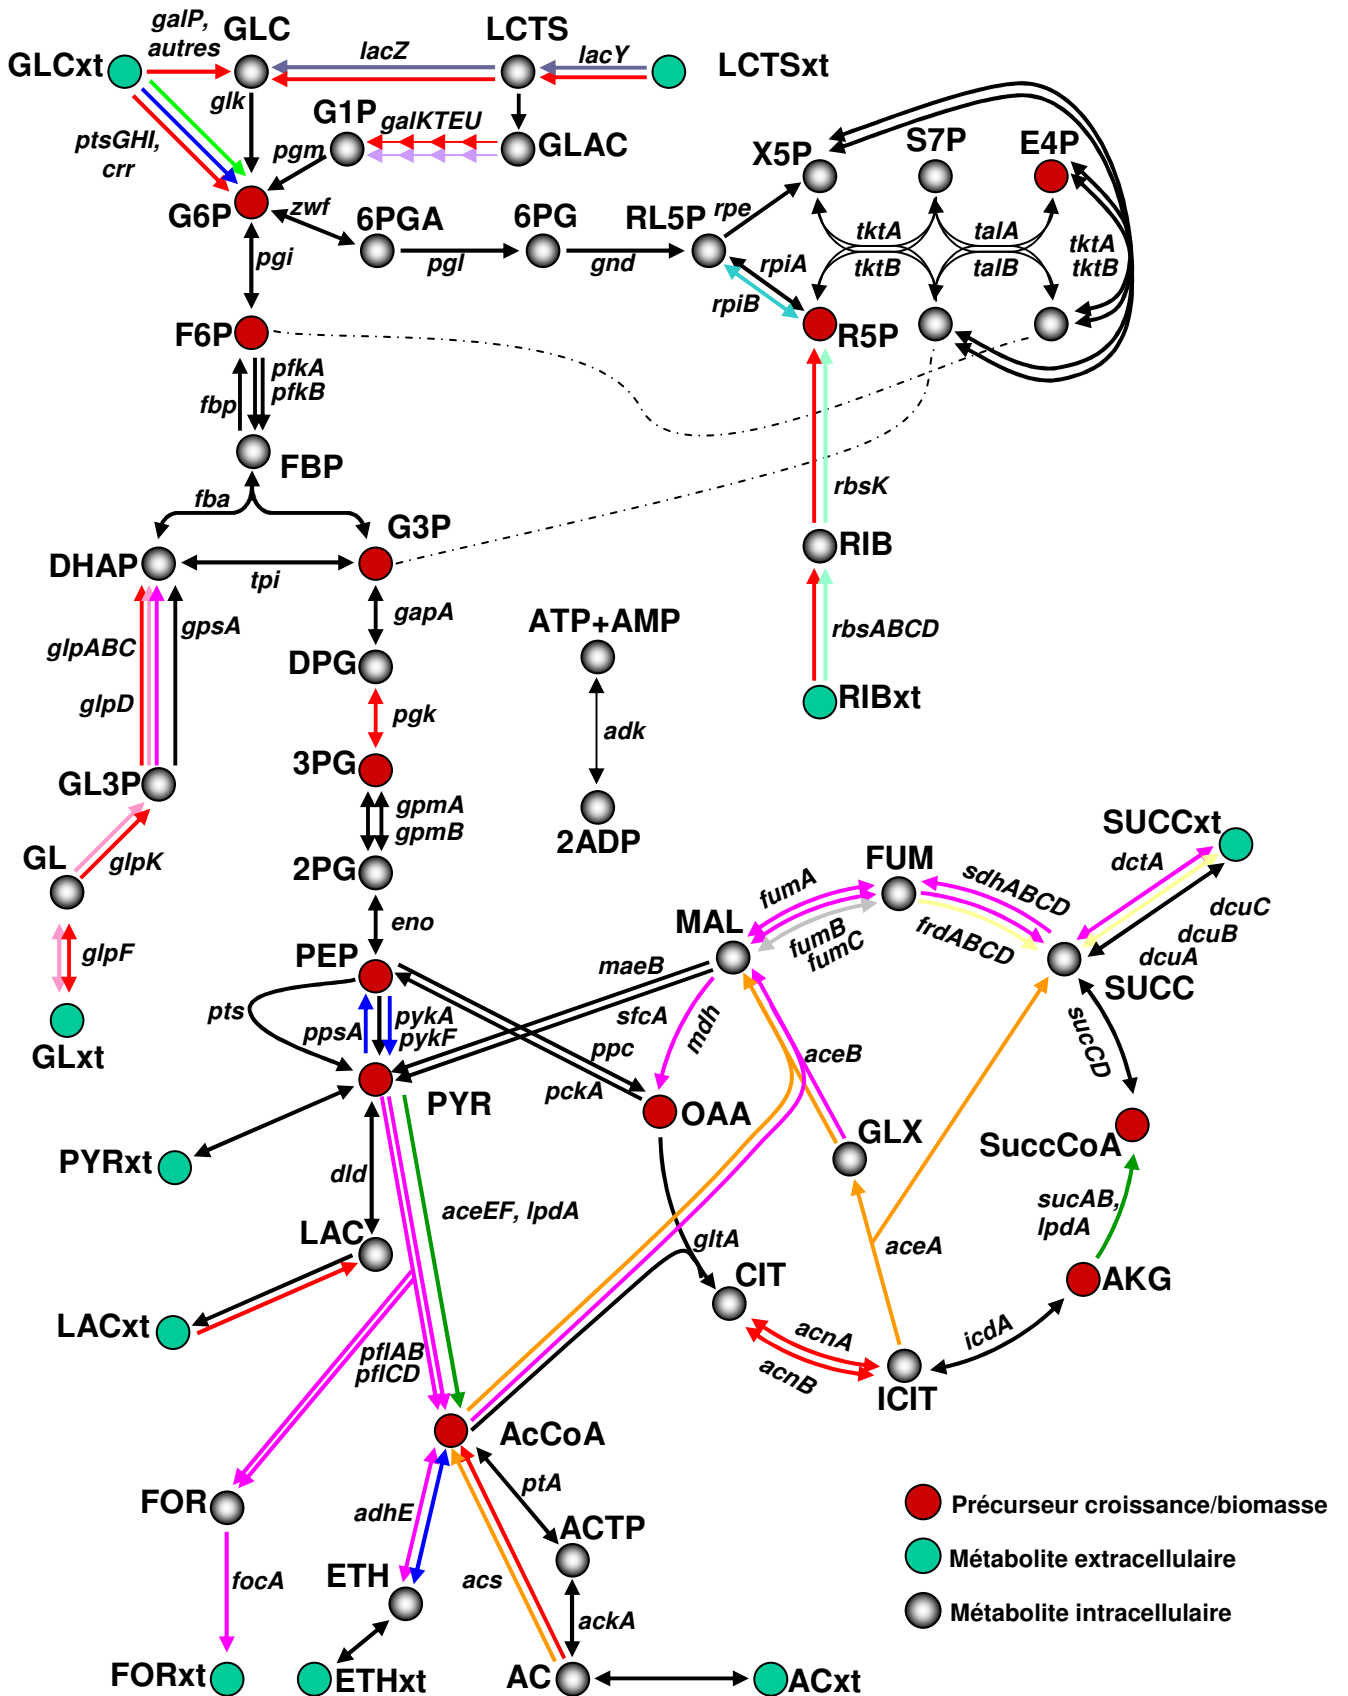 galP,
autres
GLC
LCTS
GLCxt
lacZ
lacY
LCTSxt
glk
G1P
galKTEU
ptsGHI,
crr
pgm
GLAC
X5P
S7P
E4P
G6P
zwf
6PGA
6PG
RL5P
rpe
pgi
pgl
gnd
rpiA
rpiB
tktA
tktB
talA
talB
tktA
tktB
F6P
R5P
pfkA
pfkB
fbp
FBP
fba
rbsK
G3P
DHAP
tpi
RIB
gapA
gpsA
glpABC
ATP+AMP
rbsABCD
DPG
glpD
pgk
adk
RIBxt
3PG
GL3P
gpmA
gpmB
2ADP
SUCCxt
GL
glpK
2PG
FUM
dctA
fumA
sdhABCD
eno
MAL
fumB
fumC
frdABCD
dcuC
dcuB
dcuA
glpF
PEP
maeB
SUCC
pts
ppsA
pykA
pykF
sfcA
mdh
sucCD
GLxt
ppc
pckA
aceB
PYR
OAA
GLX
SuccCoA
PYRxt
dld
aceEF, lpdA
sucAB,
lpdA
LAC
gltA
aceA
CIT
AKG
LACxt
acnA
icdA
pflAB
pflCD
acnB
ICIT
AcCoA
ptA
FOR
adhE
ACTP
Précurseur croissance/biomasse
Métabolite extracellulaire
focA
ETH
acs
ackA
Métabolite intracellulaire
FORxt
ETHxt
AC
ACxt